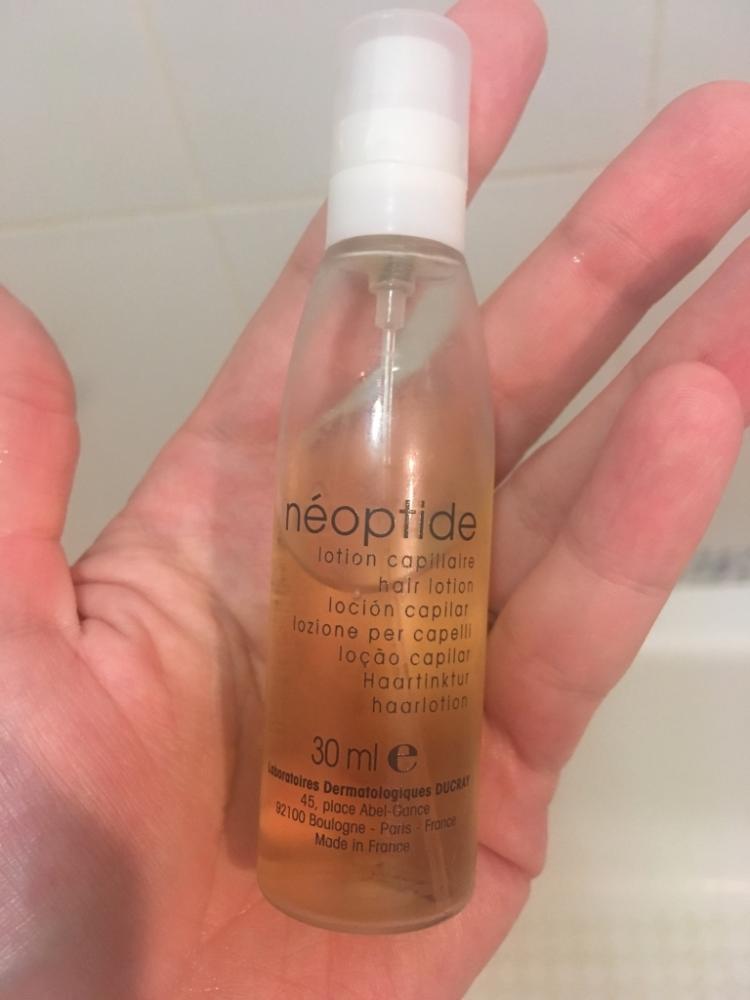 néoptide
lotion capillaire
hair lotion
loción capilar
lozione per capelli
loção capilar
Haartinktur
haarlotion
30 ml e
Laboratoires Dermatologiques DUCRAY
45, place Abel-Gance
92100 Boulogne - Paris - France
Made in France